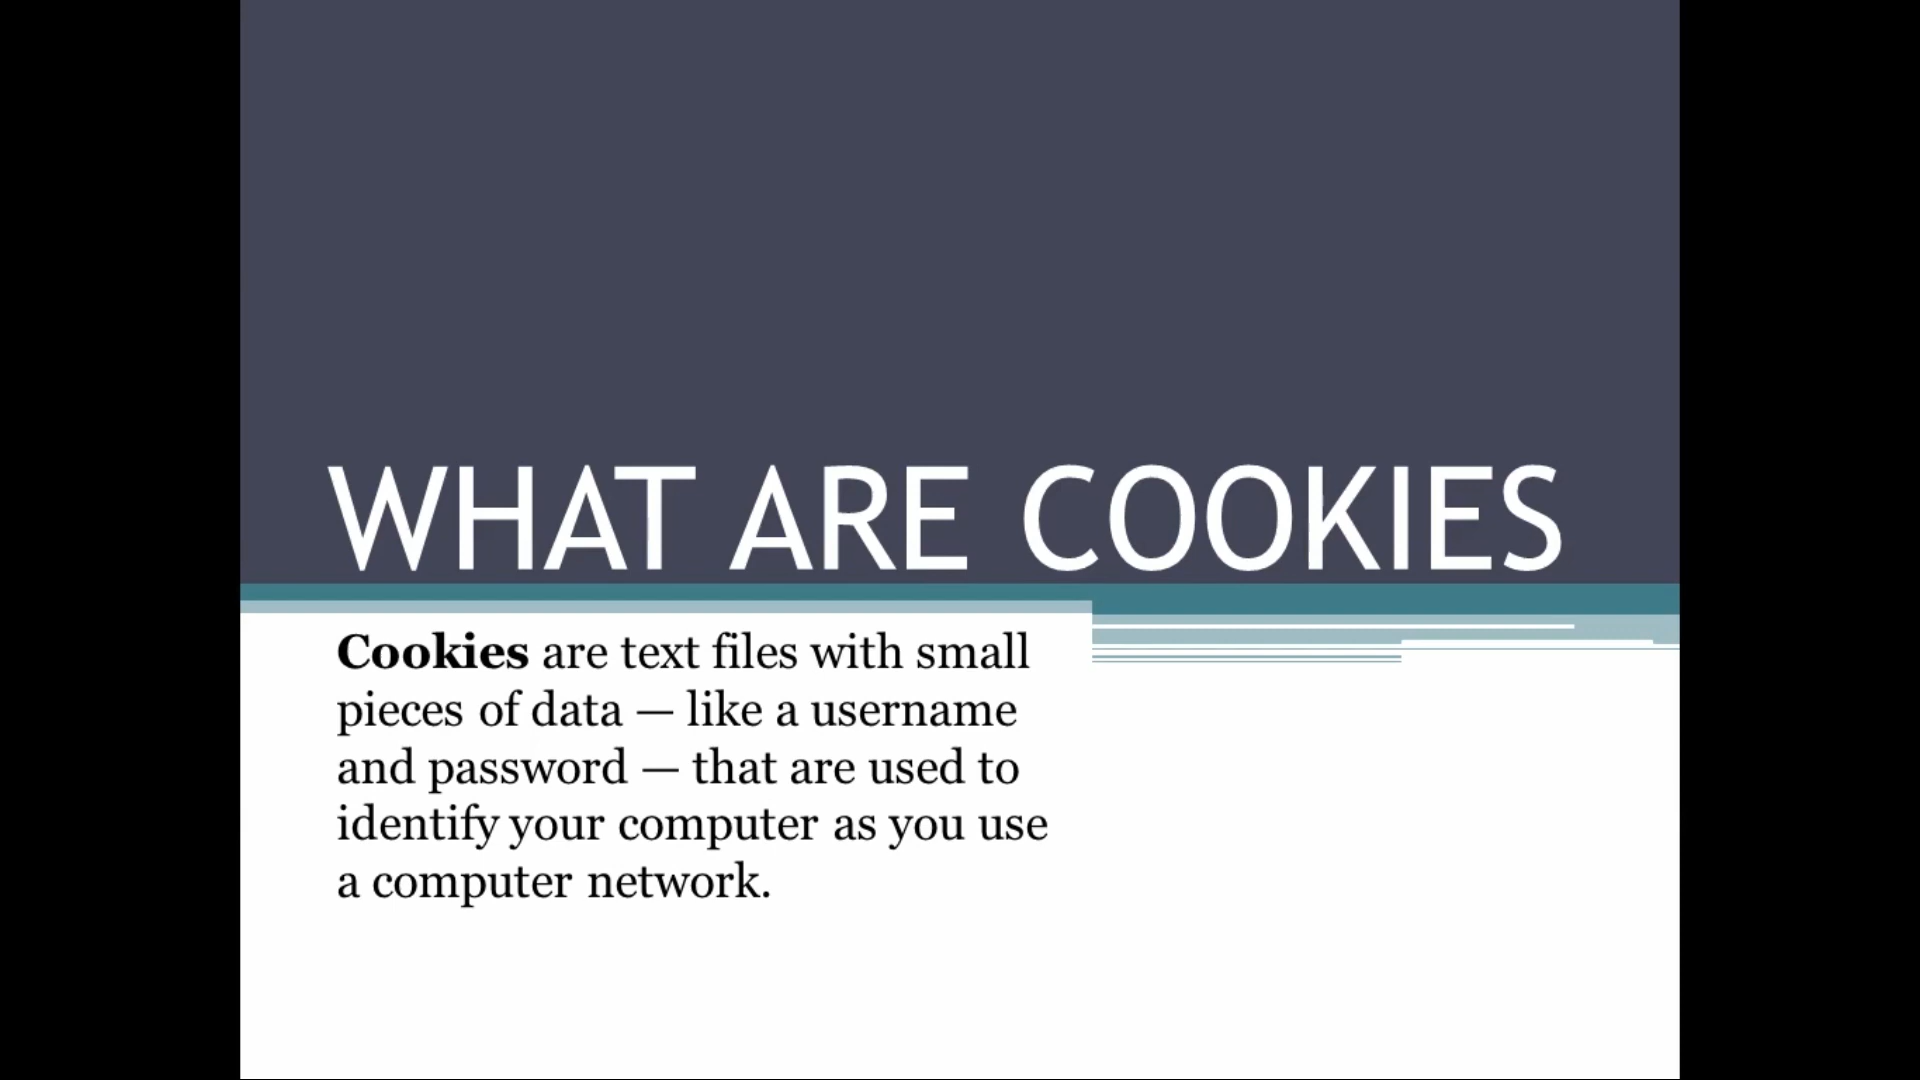 WHAT ARE COOKIES
Cookies are text files with small
pieces of data — like a username
and password — that are used to
identify your computer as you use
a computer network.